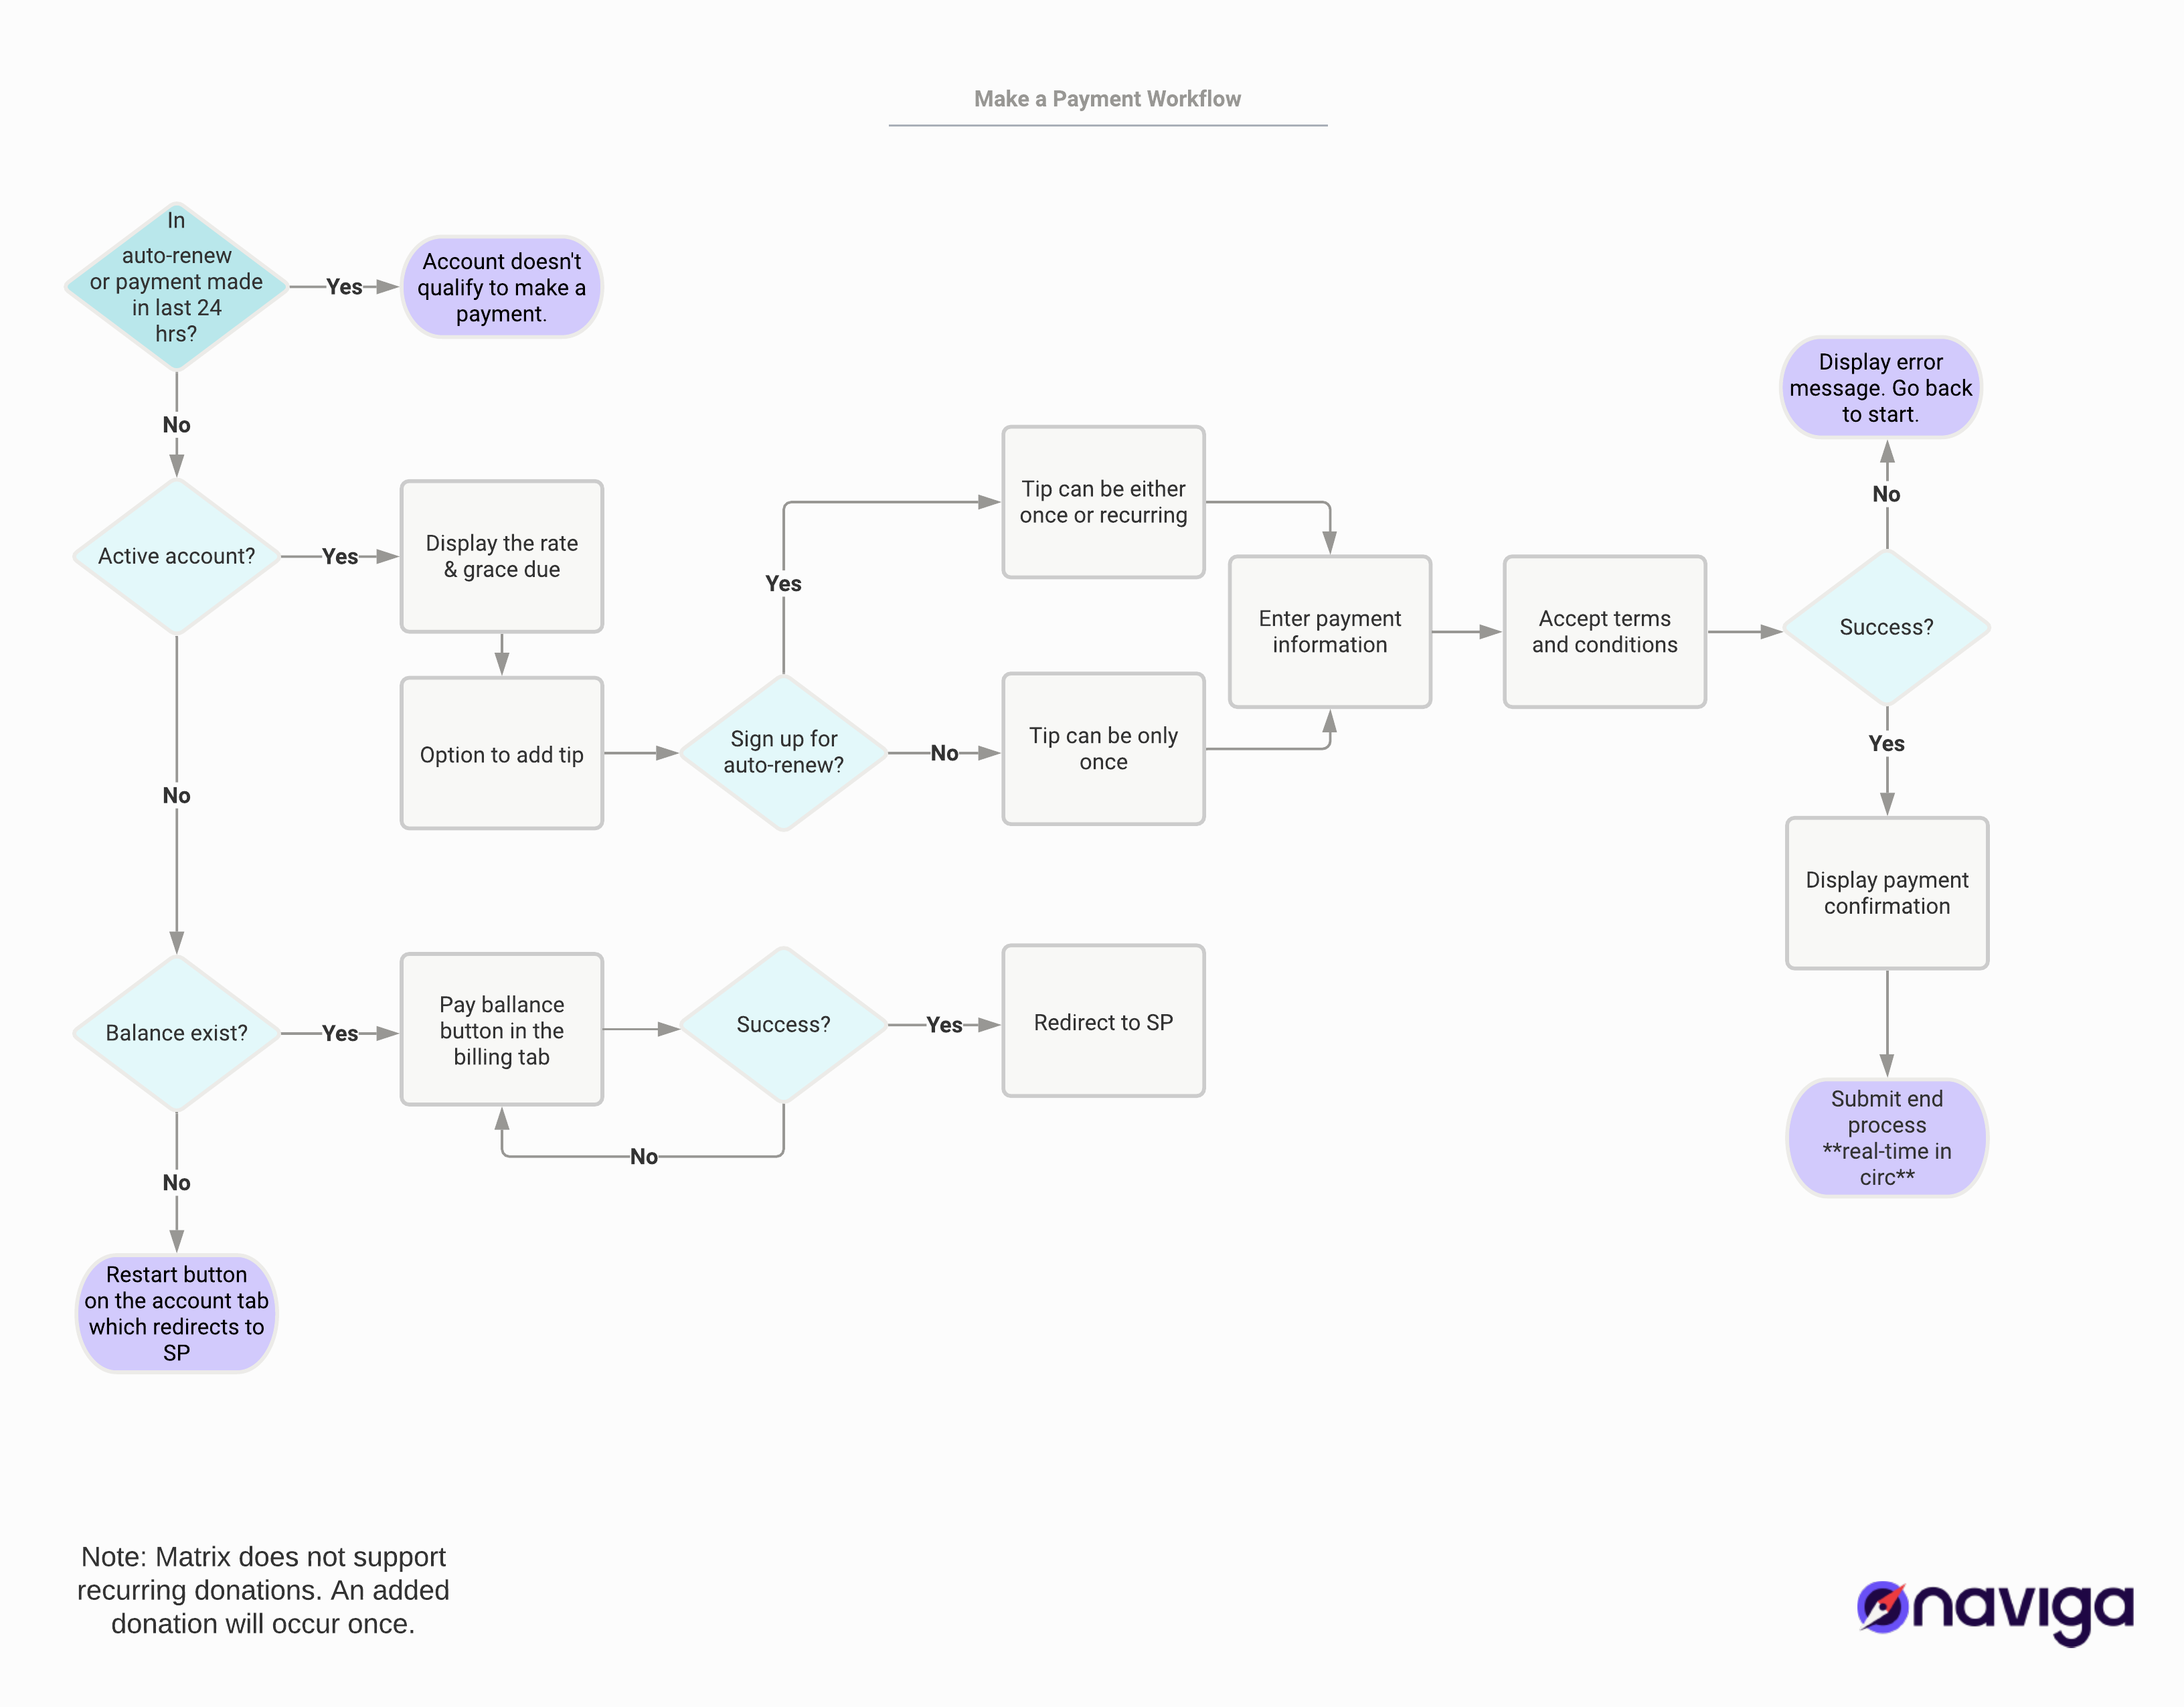 Make a Payment Workflow
In
auto-renew
or payment made
in last 24
hrs?
Yes
Account doesn't
qualify to make a
payment.
No
Active account?
Yes
Display the rate
& grace due
Option to add tip
Sign up for
auto-renew?
Yes
Tip can be either
once or recurring
No
Tip can be only
once
Enter payment
information
Accept terms
and conditions
Success?
No
Display error
message. Go back
to start.
Yes
Display payment
confirmation
Submit end
process
**real-time in
circ**
No
Balance exist?
Yes
Pay ballance
button in the
billing tab
Success?
Yes
Redirect to SP
No
No
Restart button
on the account tab
which redirects to
SP
Note: Matrix does not support
recurring donations. An added
donation will occur once.
naviga